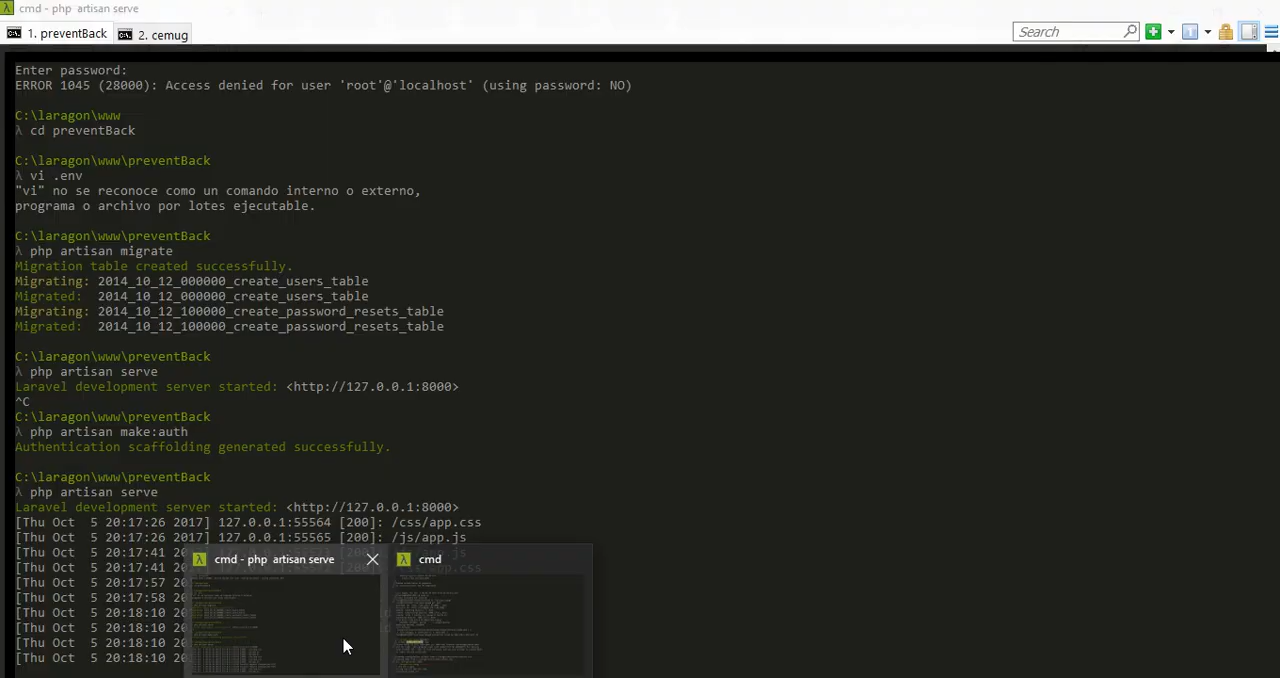 cmd - php  artisan serve
1. preventBack
2. cemug
Search
Enter password:
ERROR 1045 (28000): Access denied for user 'root'@'localhost' (using password: NO)
C:\laragon\www
λ cd preventBack
C:\laragon\www\preventBack
λ vi .env
"vi" no se reconoce como un comando interno o externo,
programa o archivo por lotes ejecutable.
C:\laragon\www\preventBack
λ php artisan migrate
Migration table created successfully.
Migrating: 2014_10_12_000000_create_users_table
Migrated:  2014_10_12_000000_create_users_table
Migrating: 2014_10_12_100000_create_password_resets_table
Migrated:  2014_10_12_100000_create_password_resets_table
C:\laragon\www\preventBack
λ php artisan serve
Laravel development server started: <http://127.0.0.1:8000>
^C
C:\laragon\www\preventBack
λ php artisan make:auth
Authentication scaffolding generated successfully.
C:\laragon\www\preventBack
λ php artisan serve
Laravel development server started: <http://127.0.0.1:8000>
[Thu Oct  5 20:17:26 2017] 127.0.0.1:55564 [200]: /css/app.css
[Thu Oct  5 20:17:26 2017] 127.0.0.1:55565 [200]: /js/app.js
[Thu Oct  5 20:17:41 20
[Thu Oct  5 20:17:41 20
[Thu Oct  5 20:17:57 20
[Thu Oct  5 20:17:58 20
[Thu Oct  5 20:18:10 20
[Thu Oct  5 20:18:10 20
[Thu Oct  5 20:18:10 20
[Thu Oct  5 20:18:10 20
cmd - php  artisan serve
cmd